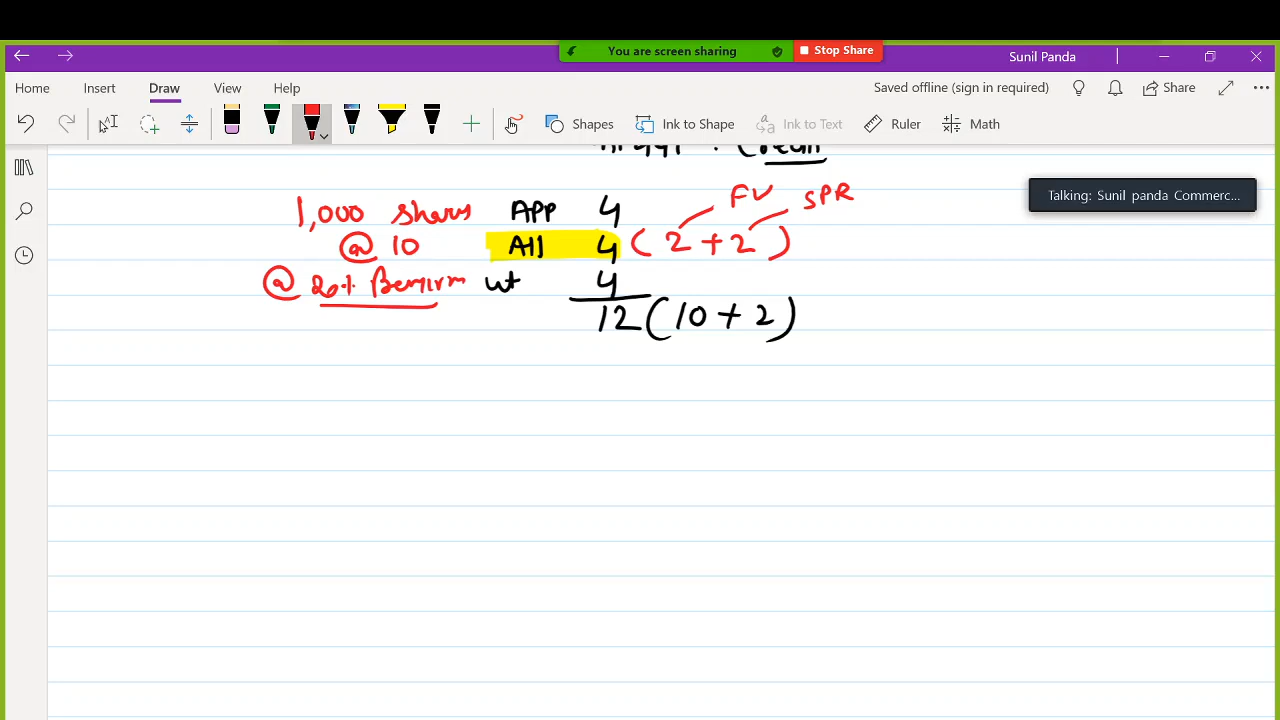 You are screen sharing
Stop Share
Sunil Panda
Home Insert Draw View Help
Saved offline (sign in required)
Share
Shapes
Ink to Shape
Ink to Text
Ruler
Math
Talking: Sunil panda Commerc...
FV SPR
1,000 shares App 4
@ 10 All 4 (2 + 2)
@ 20% 4
12 (10 + 2)